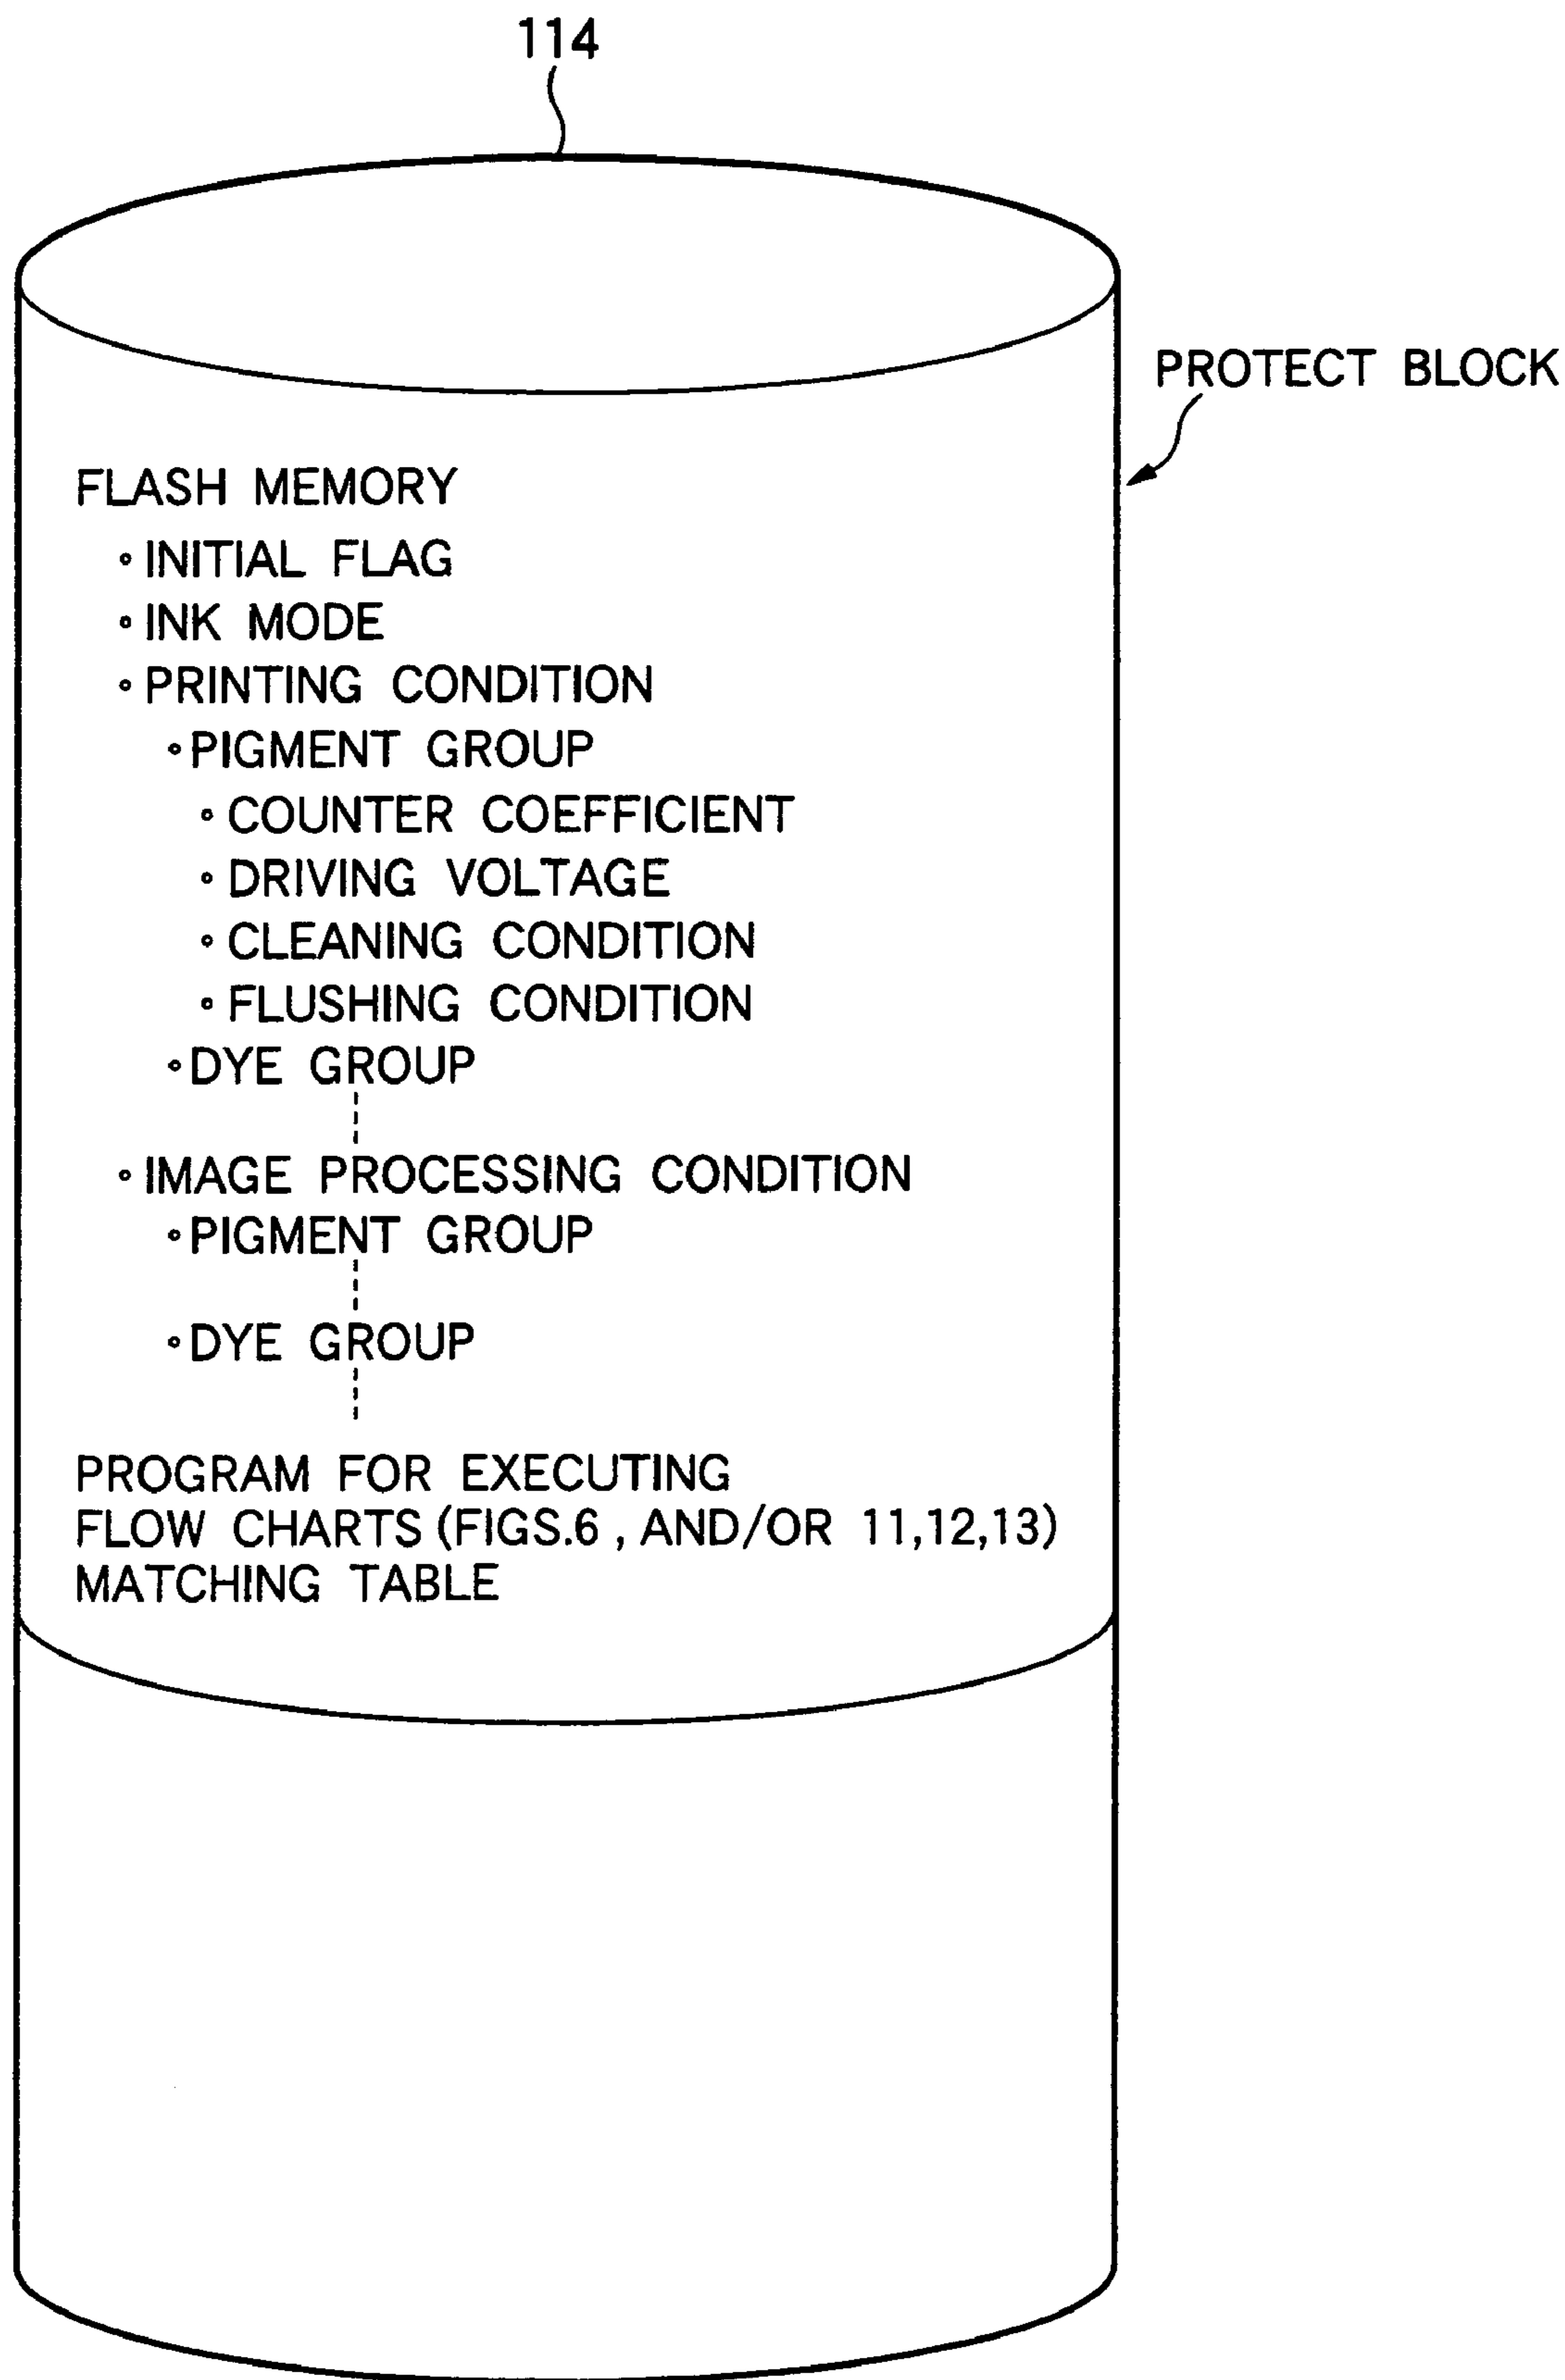 114
PROTECT BLOCK
FLASH MEMORY
∘INITIAL FLAG
∘INK MODE
∘PRINTING CONDITION
∘PIGMENT GROUP
∘COUNTER COEFFICIENT
∘DRIVING VOLTAGE
∘CLEANING CONDITION
∘FLUSHING CONDITION
∘DYE GROUP
∘IMAGE PROCESSING CONDITION
∘PIGMENT GROUP
∘DYE GROUP
PROGRAM FOR EXECUTING
FLOW CHARTS (FIGS.6 , AND/OR 11,12,13)
MATCHING TABLE